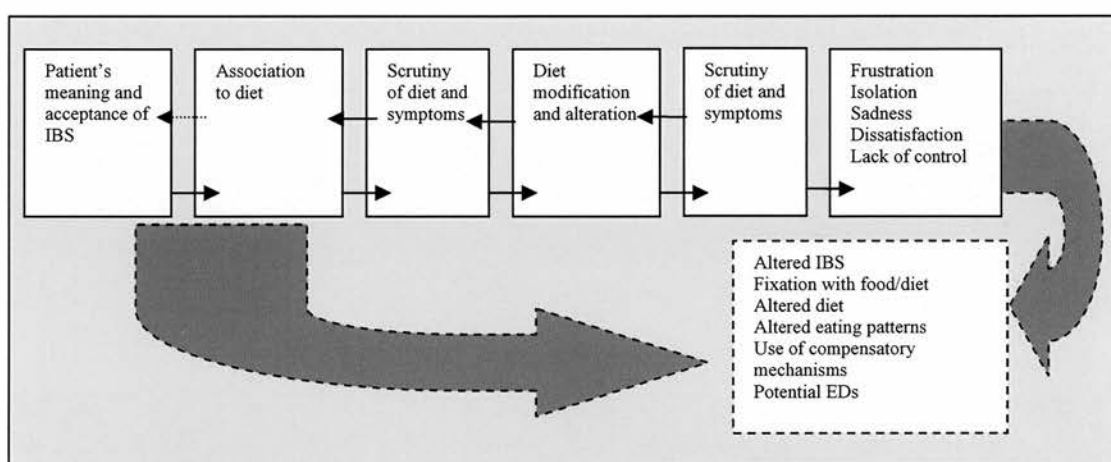 Patient's
meaning and
acceptance of
IBS
Association
to diet
Scrutiny
of diet and
symptoms
Diet
modification
and alteration
Scrutiny
of diet and
symptoms
Frustration
Isolation
Sadness
Dissatisfaction
Lack of control
Altered IBS
Fixation with food/diet
Altered diet
Altered eating patterns
Use of compensatory
mechanisms
Potential EDs